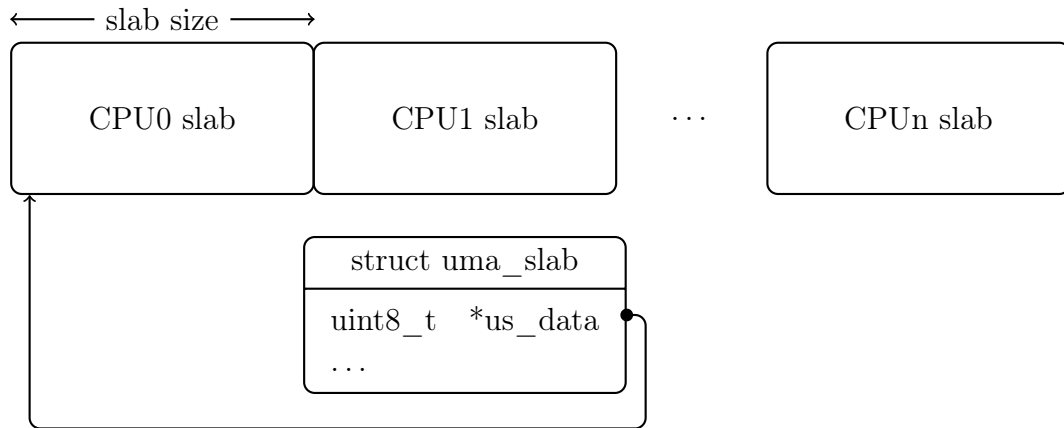 slab size
CPU0 slab
CPU1 slab
...
CPUn slab
struct uma_slab
uint8_t *us_data
...